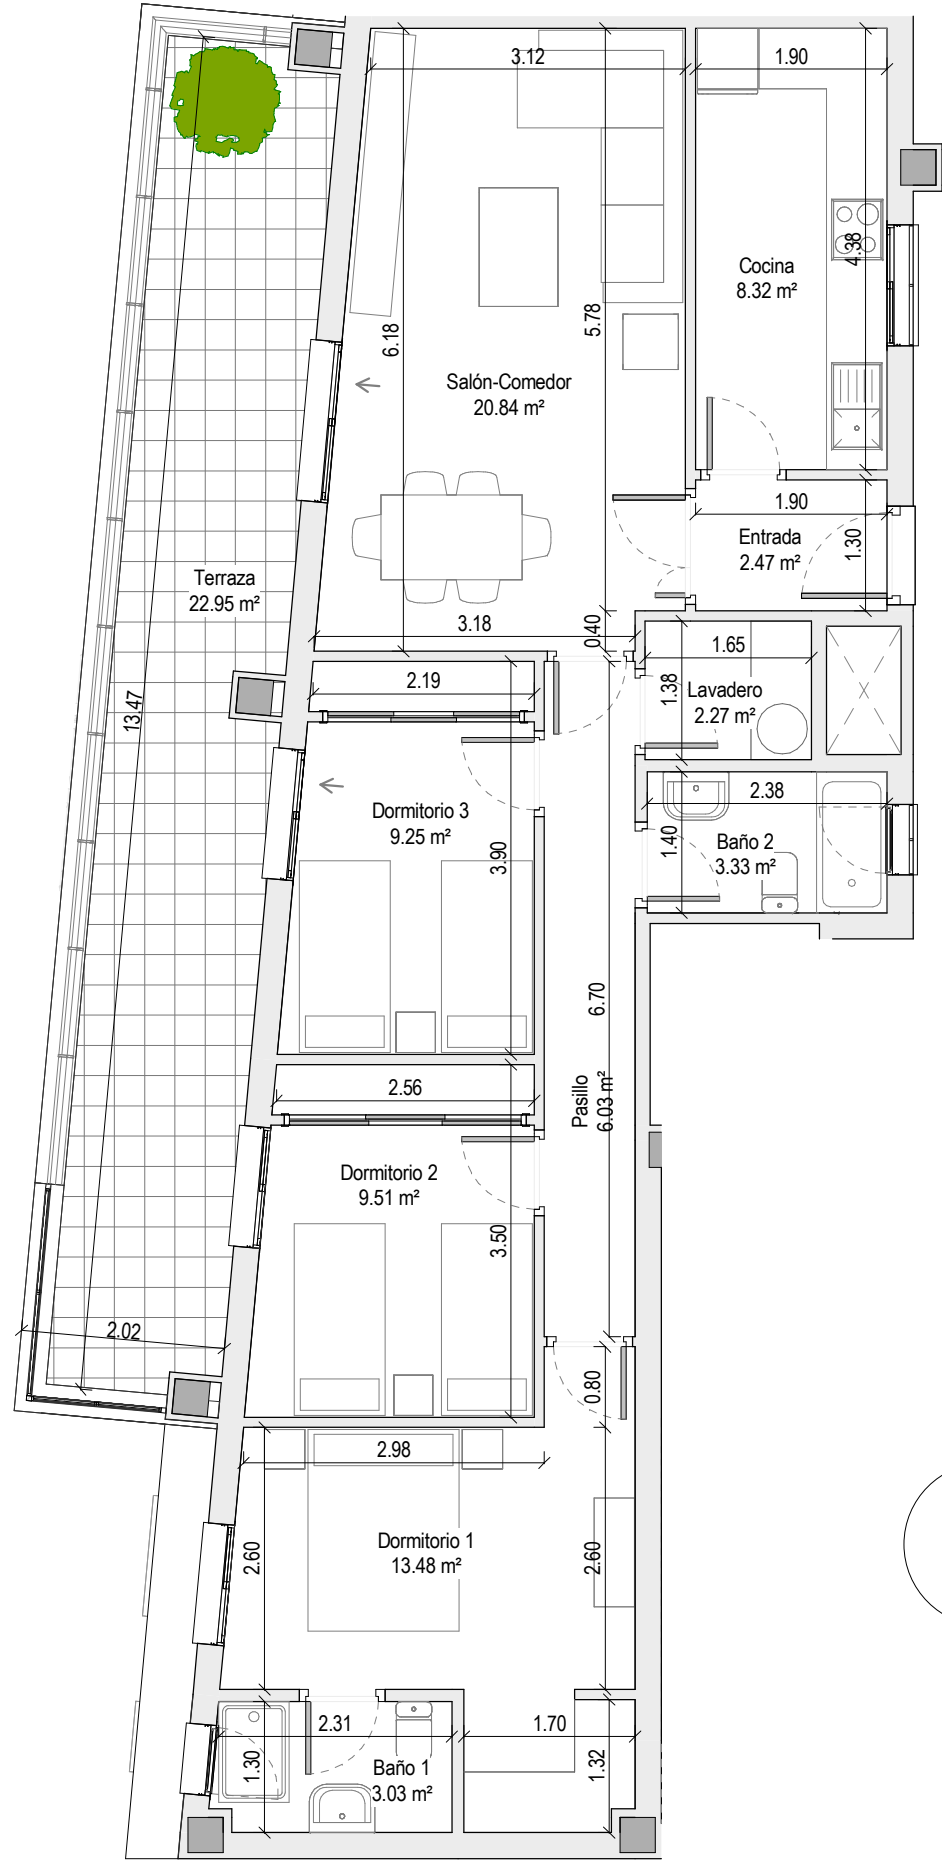 3.12
1.90
4.38
Cocina
8.32 m²
6.18
5.78
Salón-Comedor
20.84 m²
1.90
Entrada
2.47 m²
1.30
Terraza
22.95 m²
3.18
0.40
1.65
1.38
Lavadero
2.27 m²
2.19
13.47
2.38
Dormitorio 3
9.25 m²
3.90
1.40
Baño 2
3.33 m²
6.70
Pasillo
6.03 m²
2.56
Dormitorio 2
9.51 m²
3.50
2.02
0.80
2.98
Dormitorio 1
13.48 m²
2.60
2.60
2.31
1.70
1.30
Baño 1
3.03 m²
1.32